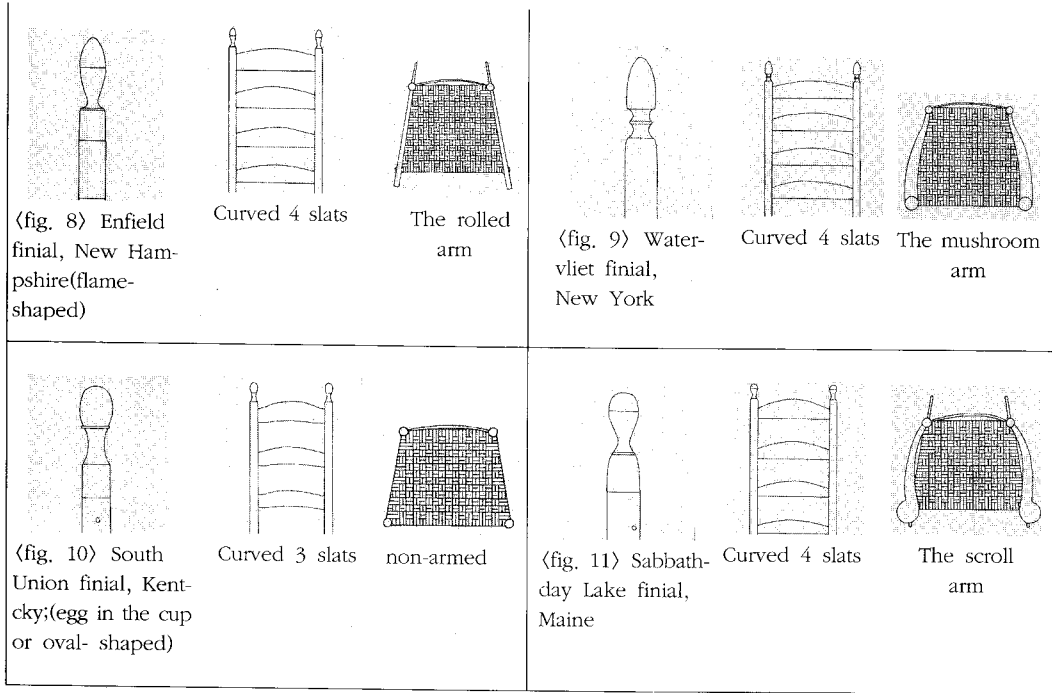 ⟨fig. 8⟩ Enfield
finial, New Ham-
pshire(flame-
shaped)
Curved 4 slats
The rolled
arm
⟨fig. 9⟩ Water-
vliet finial,
New York
Curved 4 slats
The mushroom
arm
⟨fig. 10⟩ South
Union finial, Kent-
cky;(egg in the cup
or oval- shaped)
Curved 3 slats
non-armed
⟨fig. 11⟩ Sabbath-
day Lake finial,
Maine
Curved 4 slats
The scroll
arm